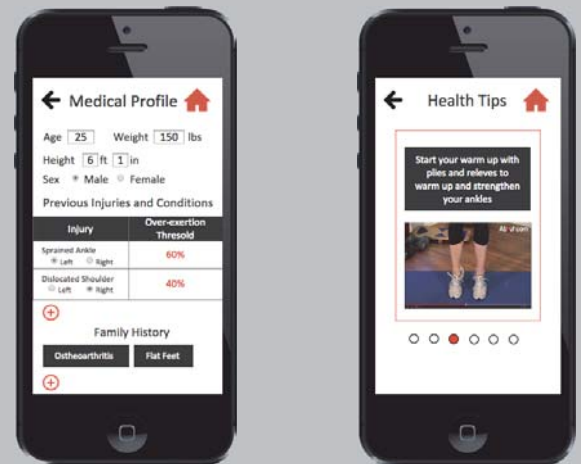 Medical Profile
Age 25 Weight 150 lbs
Height 6 ft 1 in
Sex Male Female
Previous Injuries and Conditions
Injury
Over-exertion
Thresold
Sprained Ankle
Left Right
60%
Dislocated Shoulder
Left Right
40%
Family History
Ostheoarthritis Flat Feet
Health Tips
Start your warm up with
plies and releves to
warm up and strengthen
your ankles